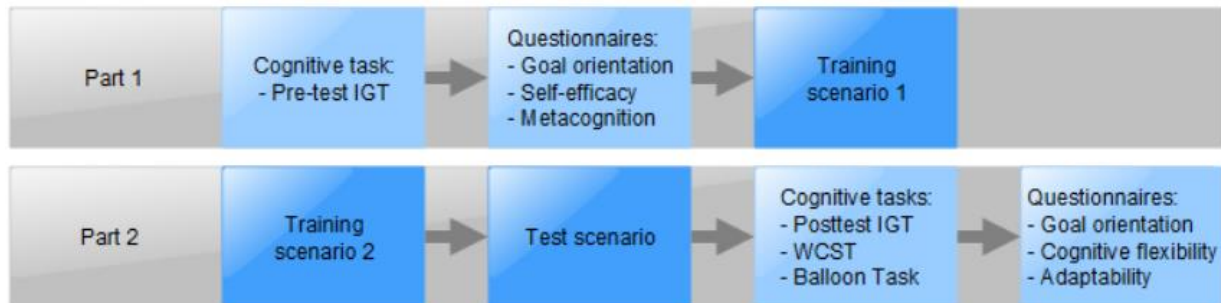 Part 1
Cognitive task:
- Pre-test IGT
Questionnaires:
- Goal orientation
- Self-efficacy
- Metacognition
Training
scenario 1
Part 2
Training
scenario 2
Test scenario
Cognitive tasks:
- Posttest IGT
- WCST
- Balloon Task
Questionnaires:
- Goal orientation
- Cognitive flexibility
- Adaptability